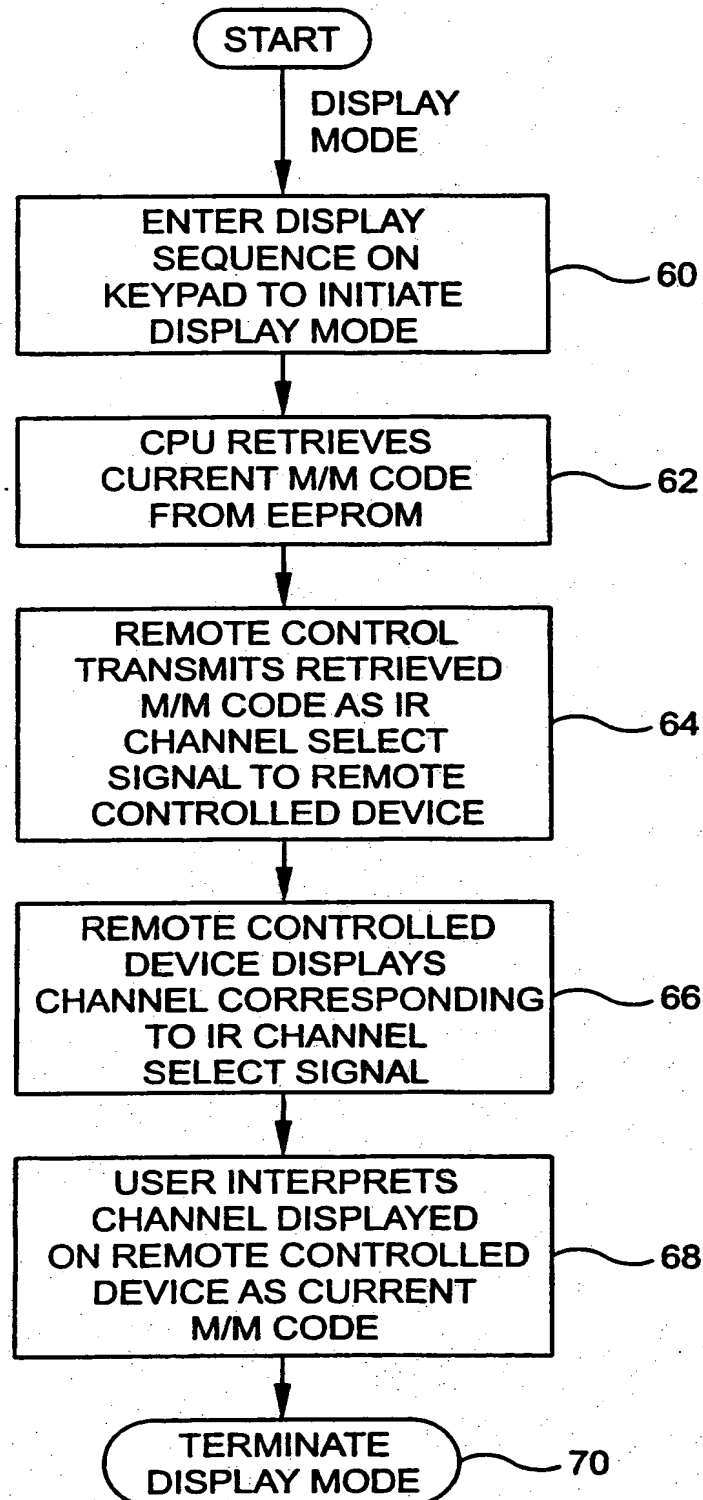 START
DISPLAY
MODE
ENTER DISPLAY
SEQUENCE ON
KEYPAD TO INITIATE
DISPLAY MODE
60
CPU RETRIEVES
CURRENT M/M CODE
FROM EEPROM
62
REMOTE CONTROL
TRANSMITS RETRIEVED
M/M CODE AS IR
CHANNEL SELECT
SIGNAL TO REMOTE
CONTROLLED DEVICE
64
REMOTE CONTROLLED
DEVICE DISPLAYS
CHANNEL CORRESPONDING
TO IR CHANNEL
SELECT SIGNAL
66
USER INTERPRETS
CHANNEL DISPLAYED
ON REMOTE CONTROLLED
DEVICE AS CURRENT
M/M CODE
68
TERMINATE
DISPLAY MODE
70